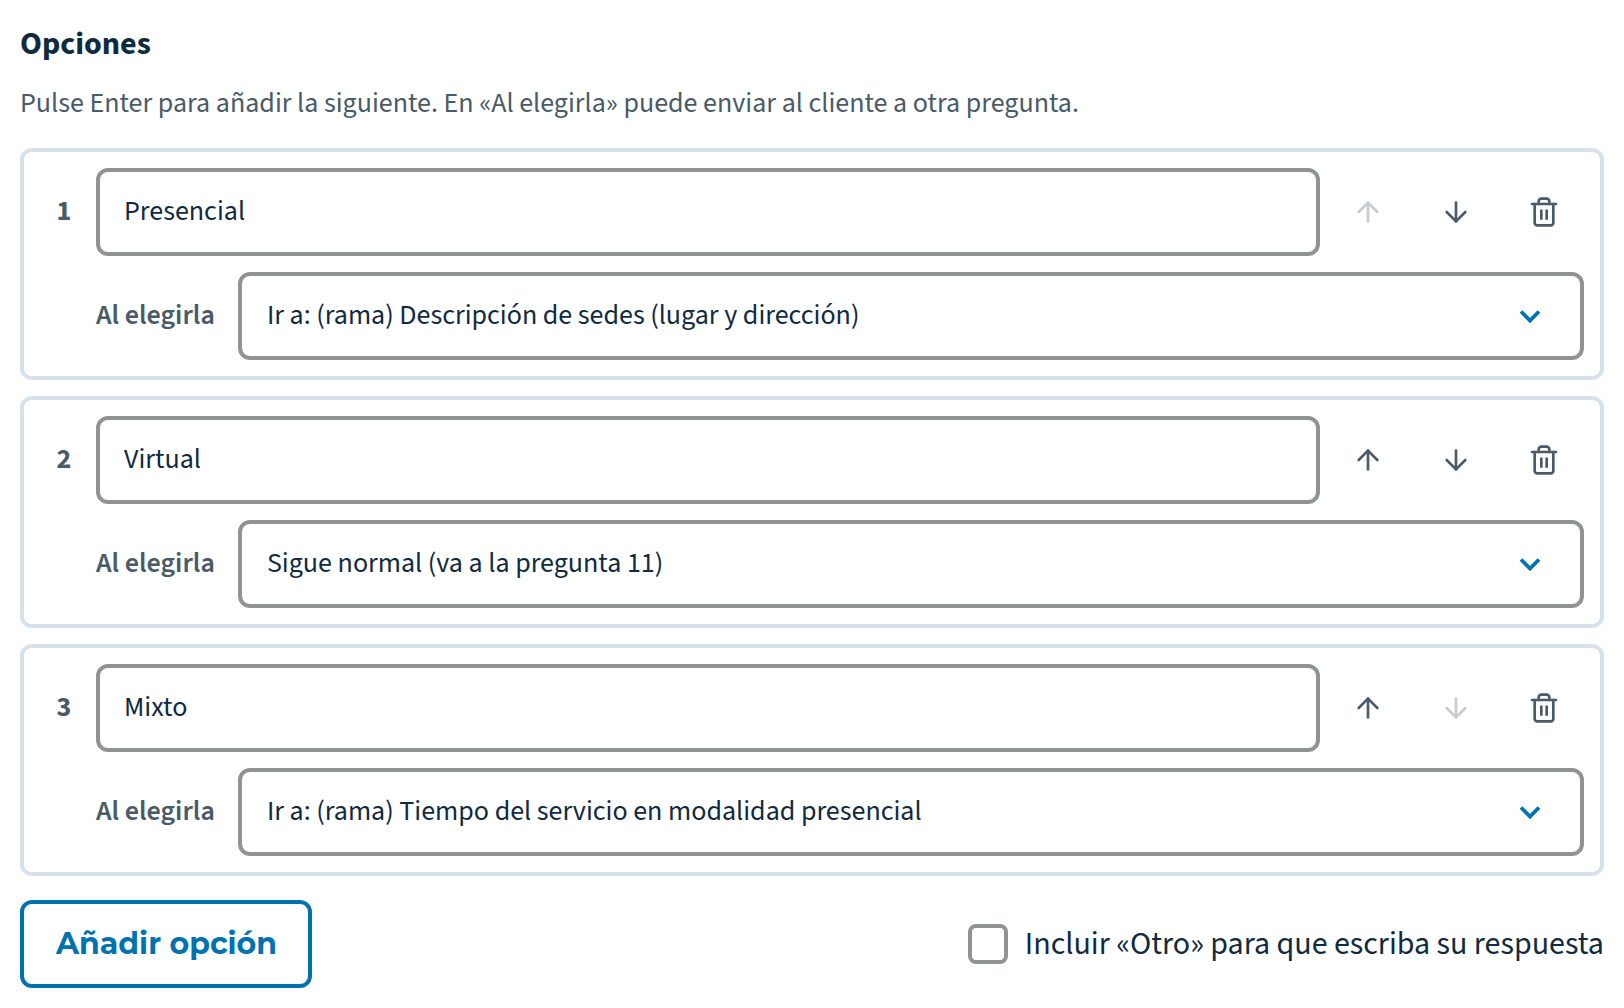 Opciones
Pulse Enter para añadir la siguiente. En «Al elegirla» puede enviar al cliente a otra pregunta.
1 Presencial
Al elegirla Ir a: (rama) Descripción de sedes (lugar y dirección)
2 Virtual
Al elegirla Sigue normal (va a la pregunta 11)
3 Mixto
Al elegirla Ir a: (rama) Tiempo del servicio en modalidad presencial
Añadir opción Incluir «Otro» para que escriba su respuesta